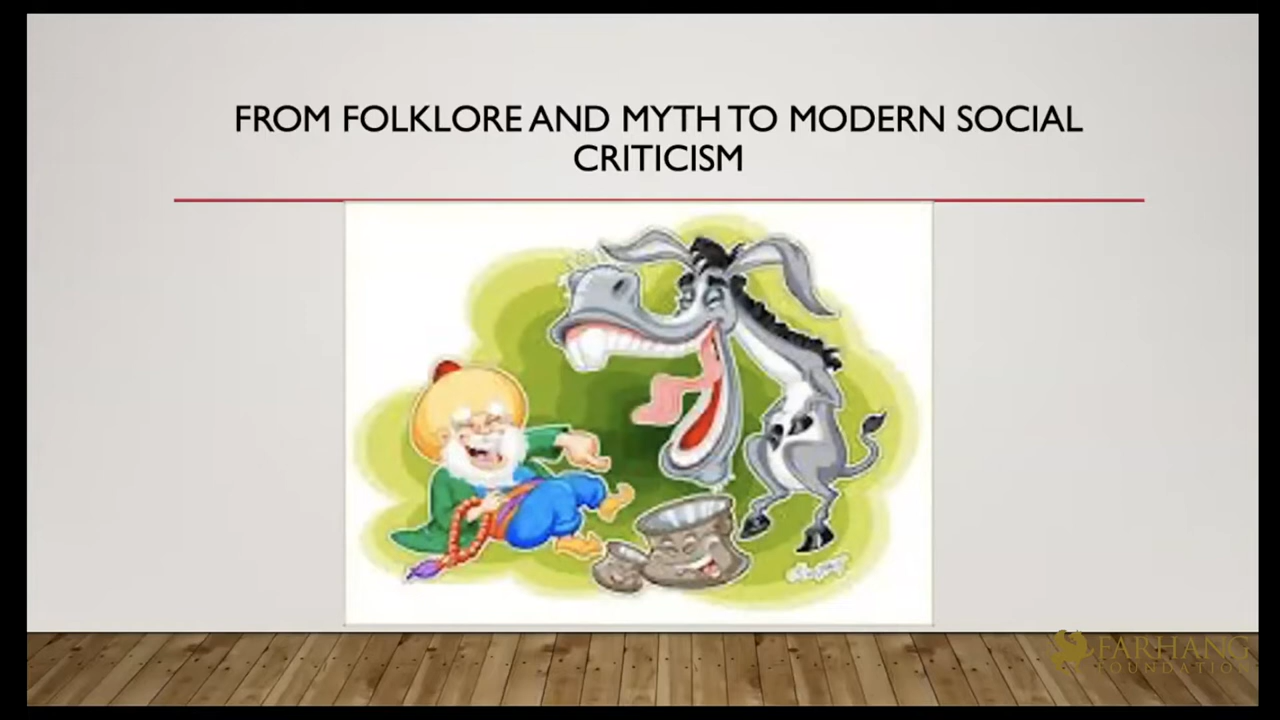 FROM FOLKLORE AND MYTH TO MODERN SOCIAL
CRITICISM
FARHANG
FOUNDATION